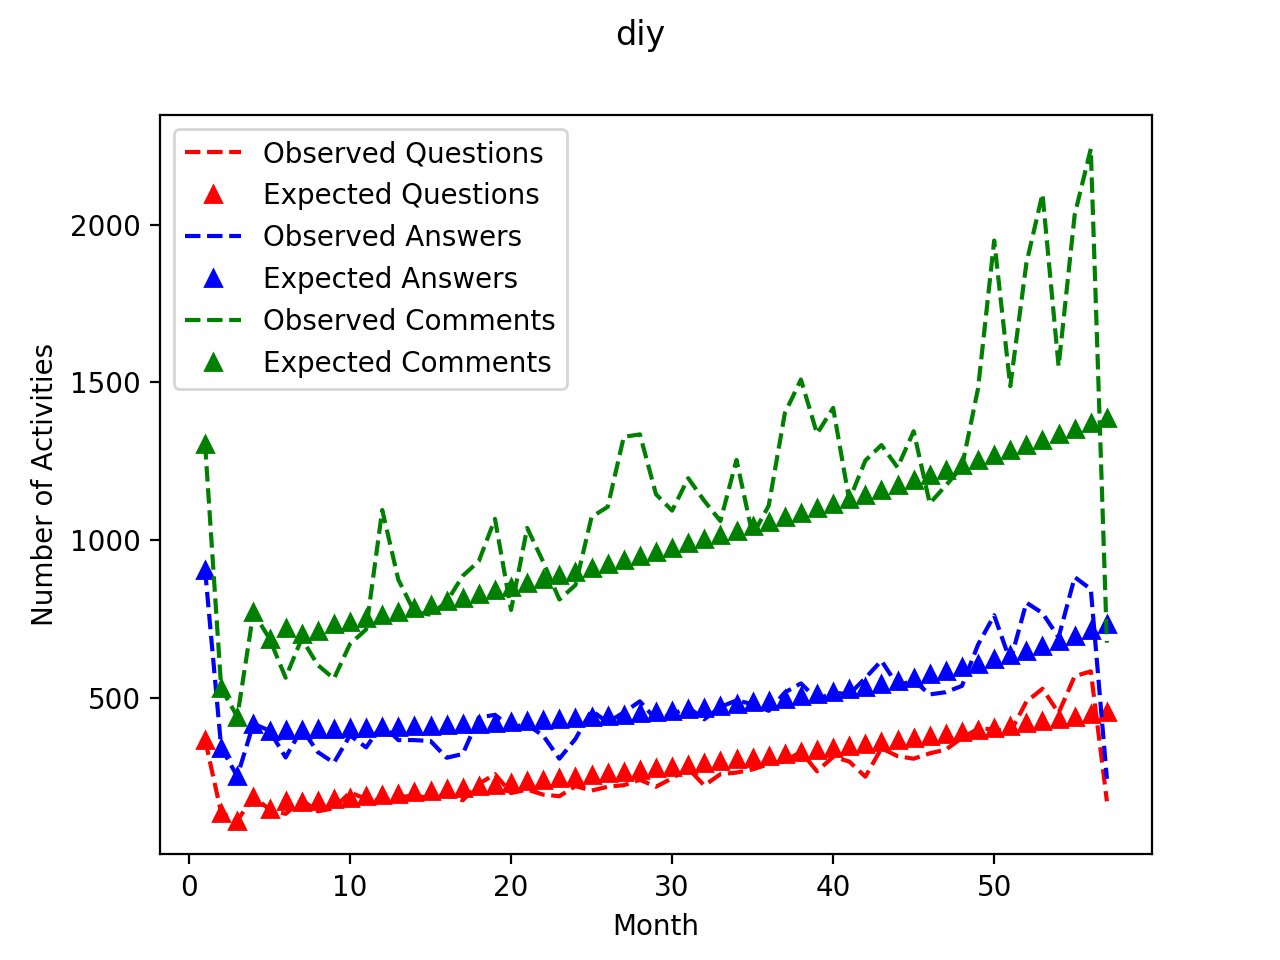 diy
Observed Questions
Expected Questions
Observed Answers
Expected Answers
Observed Comments
Expected Comments
2000
1500
1000
500
Number of Activities
0 10 20 30 40 50
Month